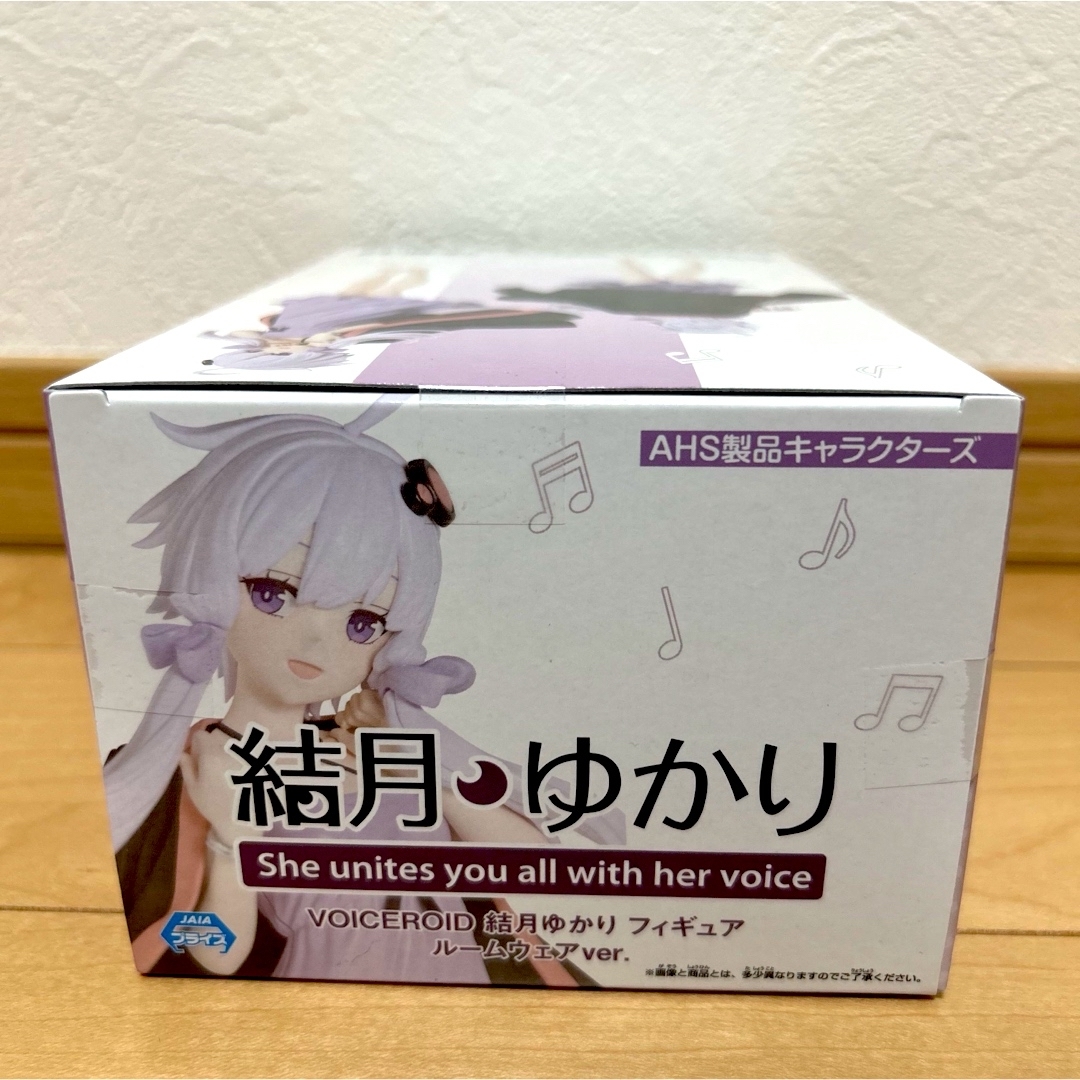 AHS製品キャラクターズ
結月ゆかり
She unites you all with her voice
VOICEROID 結月ゆかり フィギュア
ルームウェアver.
JAIA
プライズ
※画像と商品とは、多少異なりますのでご了承ください。